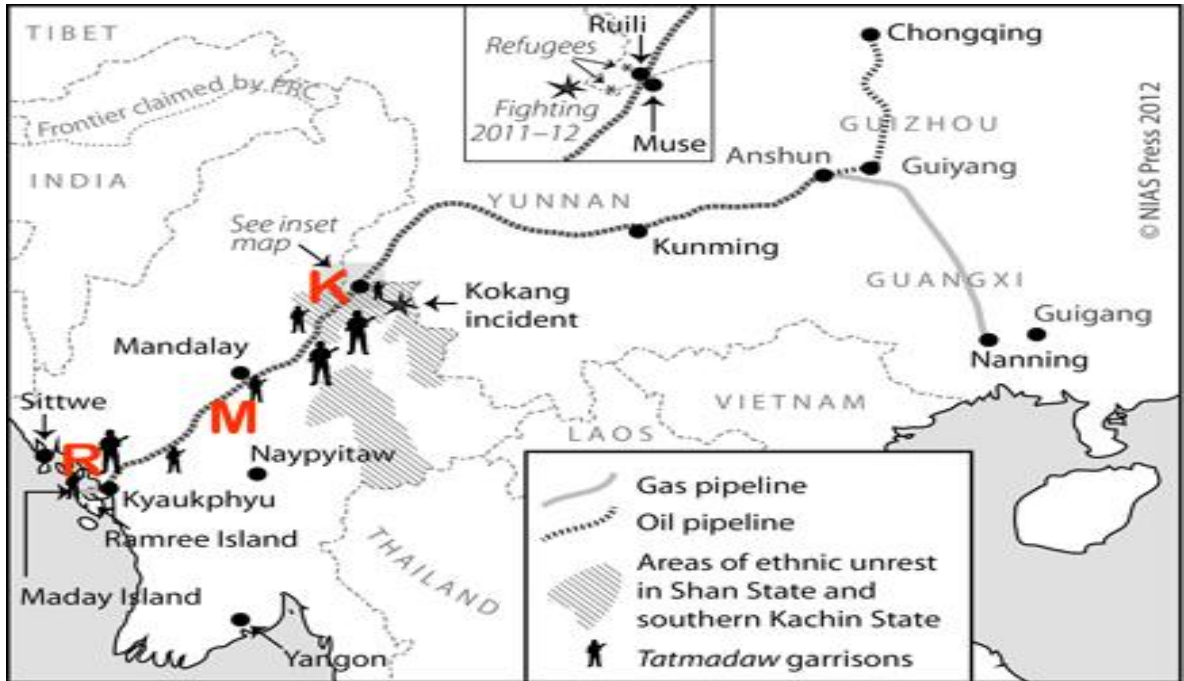 TIBET
Frontier claimed by PRC
INDIA
Ruili
Refugees
Fighting
2011–12
Muse
Chongqing
GUIZHOU
Anshun
Guiyang
YUNNAN
See inset
map
Kunming
© NIAS Press 2012
K
Kokang
incident
GUANGXI
Guigang
Nanning
Mandalay
M
Sittwe
R
VIETNAM
LAOS
Naypyitaw
Kyaukphyu
Ramree Island
THAILAND
Maday Island
Yangon
Gas pipeline
Oil pipeline
Areas of ethnic unrest
in Shan State and
southern Kachin State
Tatmadaw garrisons